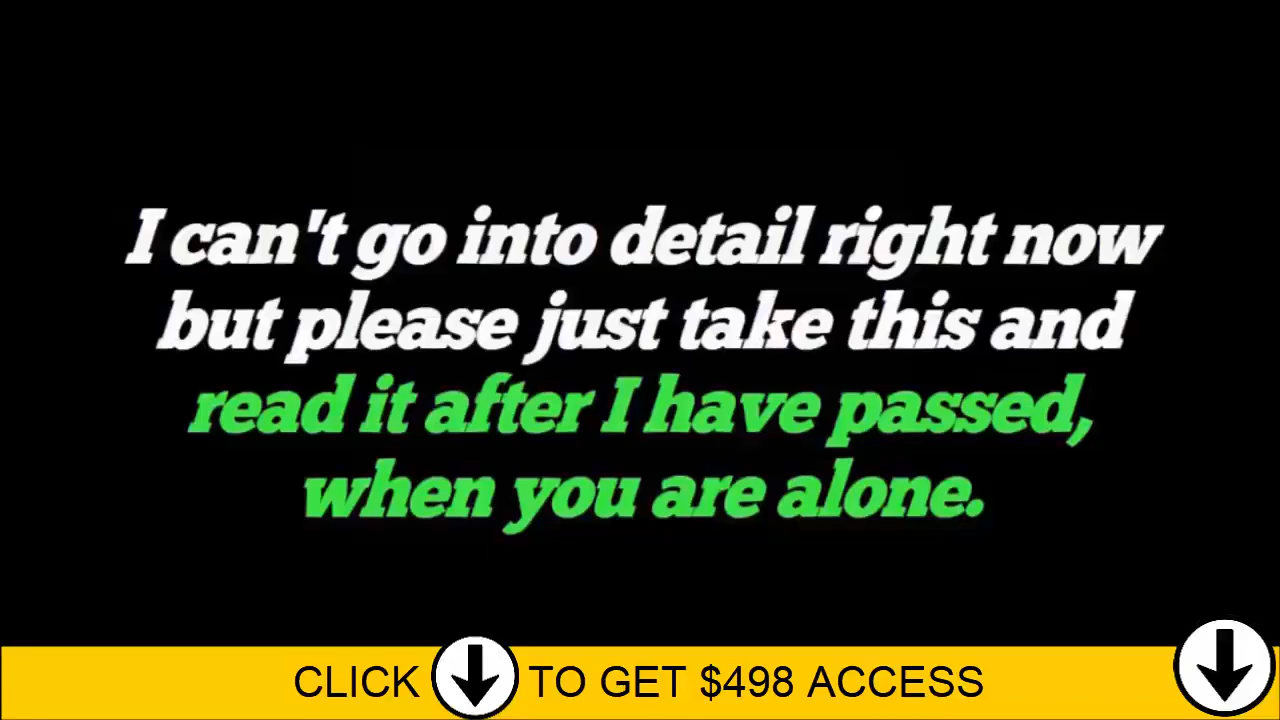 I can't go into detail right now
but please just take this and
read it after I have passed,
when you are alone.
CLICK TO GET $498 ACCESS